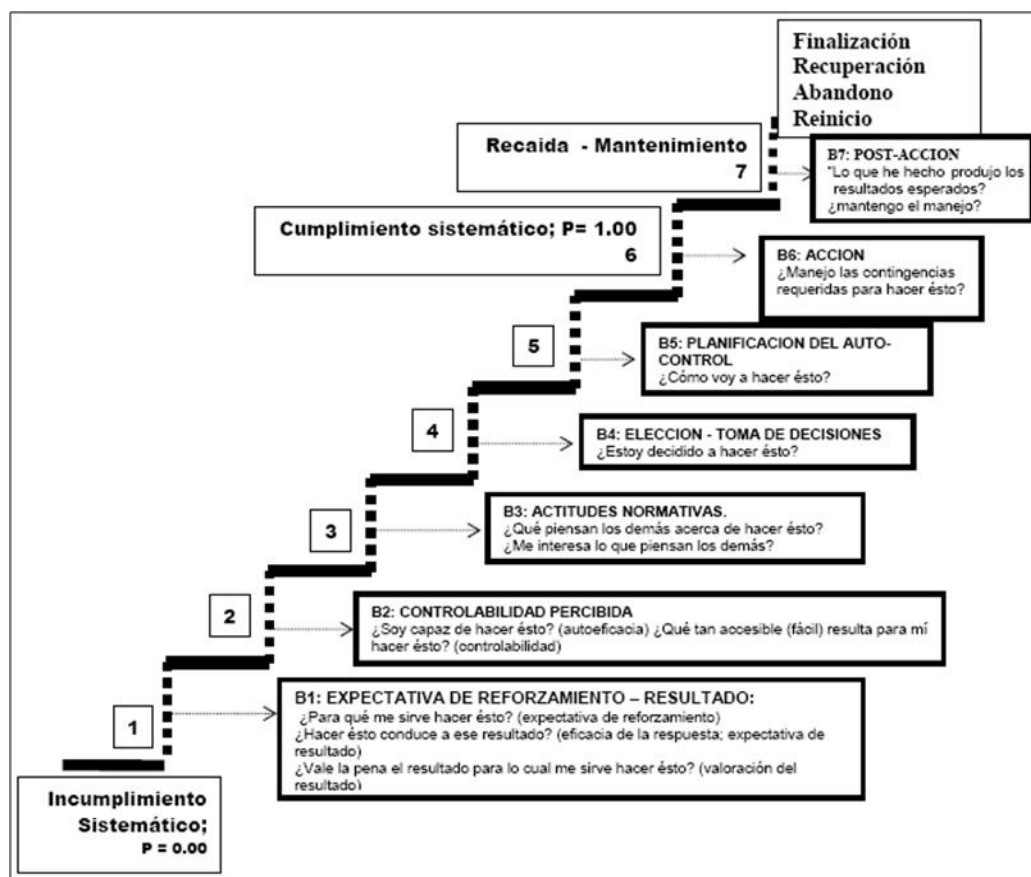 Finalización
Recuperación
Abandono
Reinicio
Recaida - Mantenimiento
7
B7: POST-ACCION
"Lo que he hecho produjo los
resultados esperados?
¿mantengo el manejo?
Cumplimiento sistemático; P= 1.00
6
B6: ACCION
¿Manejo las contingencias
requeridas para hacer ésto?
5
B5: PLANIFICACION DEL AUTO-
CONTROL
¿Cómo voy a hacer ésto?
4
B4: ELECCION - TOMA DE DECISIONES
¿Estoy decidido a hacer ésto?
3
B3: ACTITUDES NORMATIVAS.
¿Qué piensan los demás acerca de hacer ésto?
¿Me interesa lo que piensan los demás?
2
B2: CONTROLABILIDAD PERCIBIDA
¿Soy capaz de hacer ésto? (autoeficacia) ¿Qué tan accesible (fácil) resulta para mí
hacer ésto? (controlabilidad)
1
B1: EXPECTATIVA DE REFORZAMIENTO – RESULTADO:
¿Para qué me sirve hacer ésto? (expectativa de reforzamiento)
¿Hacer ésto conduce a ese resultado? (eficacia de la respuesta; expectativa de
resultado)
¿Vale la pena el resultado para lo cual me sirve hacer ésto? (valoración del
resultado)
Incumplimiento
Sistemático;
P = 0.00